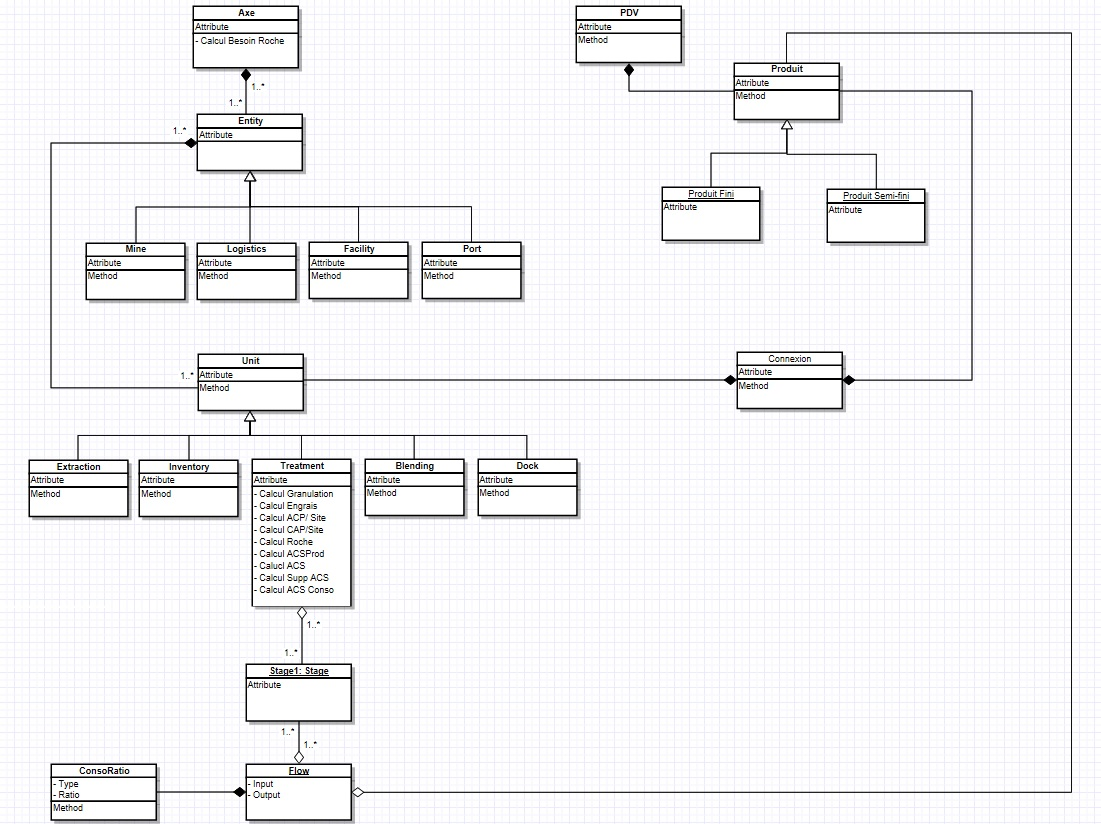 Axe
Attribute
- Calcul Besoin Roche
1..*
1..*
PDV
Attribute
Method
Produit
Attribute
Method
Entity
Attribute
1..*
Produit Fini
Attribute
Produit Semi-fini
Attribute
Mine
Attribute
Method
Logistics
Attribute
Method
Facility
Attribute
Method
Port
Attribute
Method
Unit
Attribute
Method
1..*
Connexion
Attribute
Method
Extraction
Attribute
Method
Inventory
Attribute
Method
Treatment
Attribute
- Calcul Granulation
- Calcul Engrais
- Calcul ACP/ Site
- Calcul CAP/Site
- Calcul Roche
- Calcul ACSProd
- Calucl ACS
- Calcul Supp ACS
- Calcul ACS Conso
Blending
Attribute
Method
Dock
Attribute
Method
1..*
1..*
Stage1: Stage
Attribute
1..*
1..*
ConsoRatio
- Type
- Ratio
Method
Flow
- Input
- Output